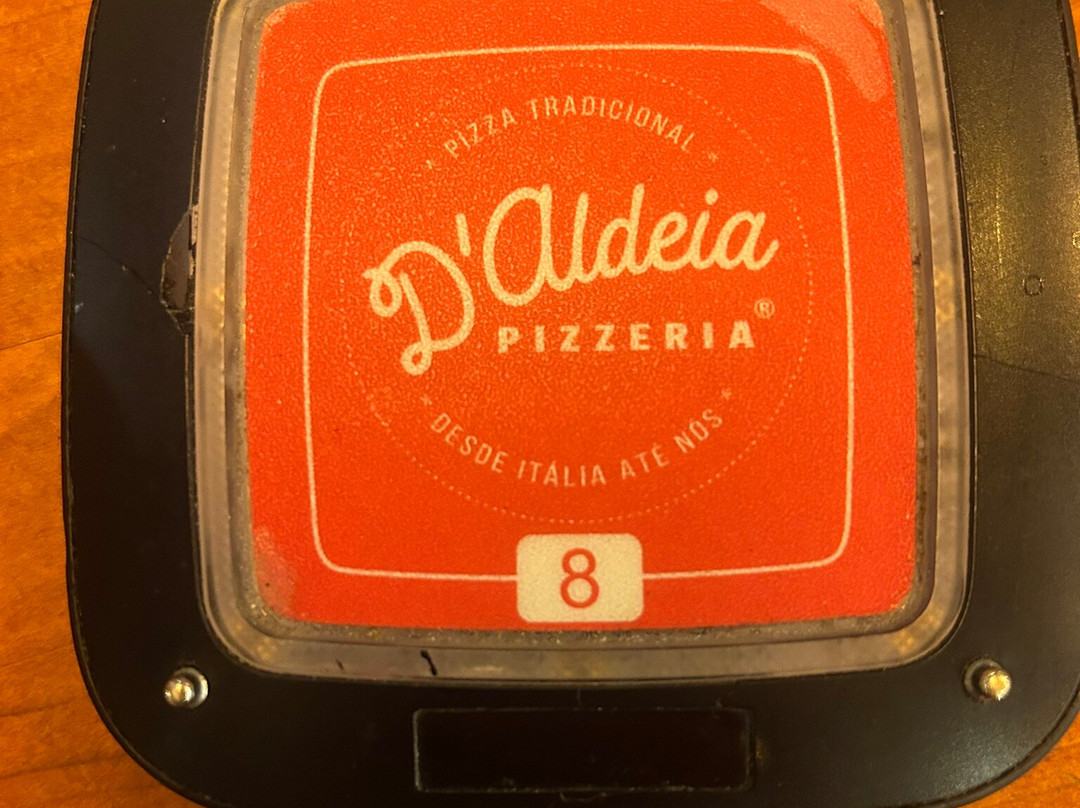 PIZZA TRADICIONAL
D'Aldeia
PIZZERIA®
DESDE ITÁLIA ATÉ NÓS
8